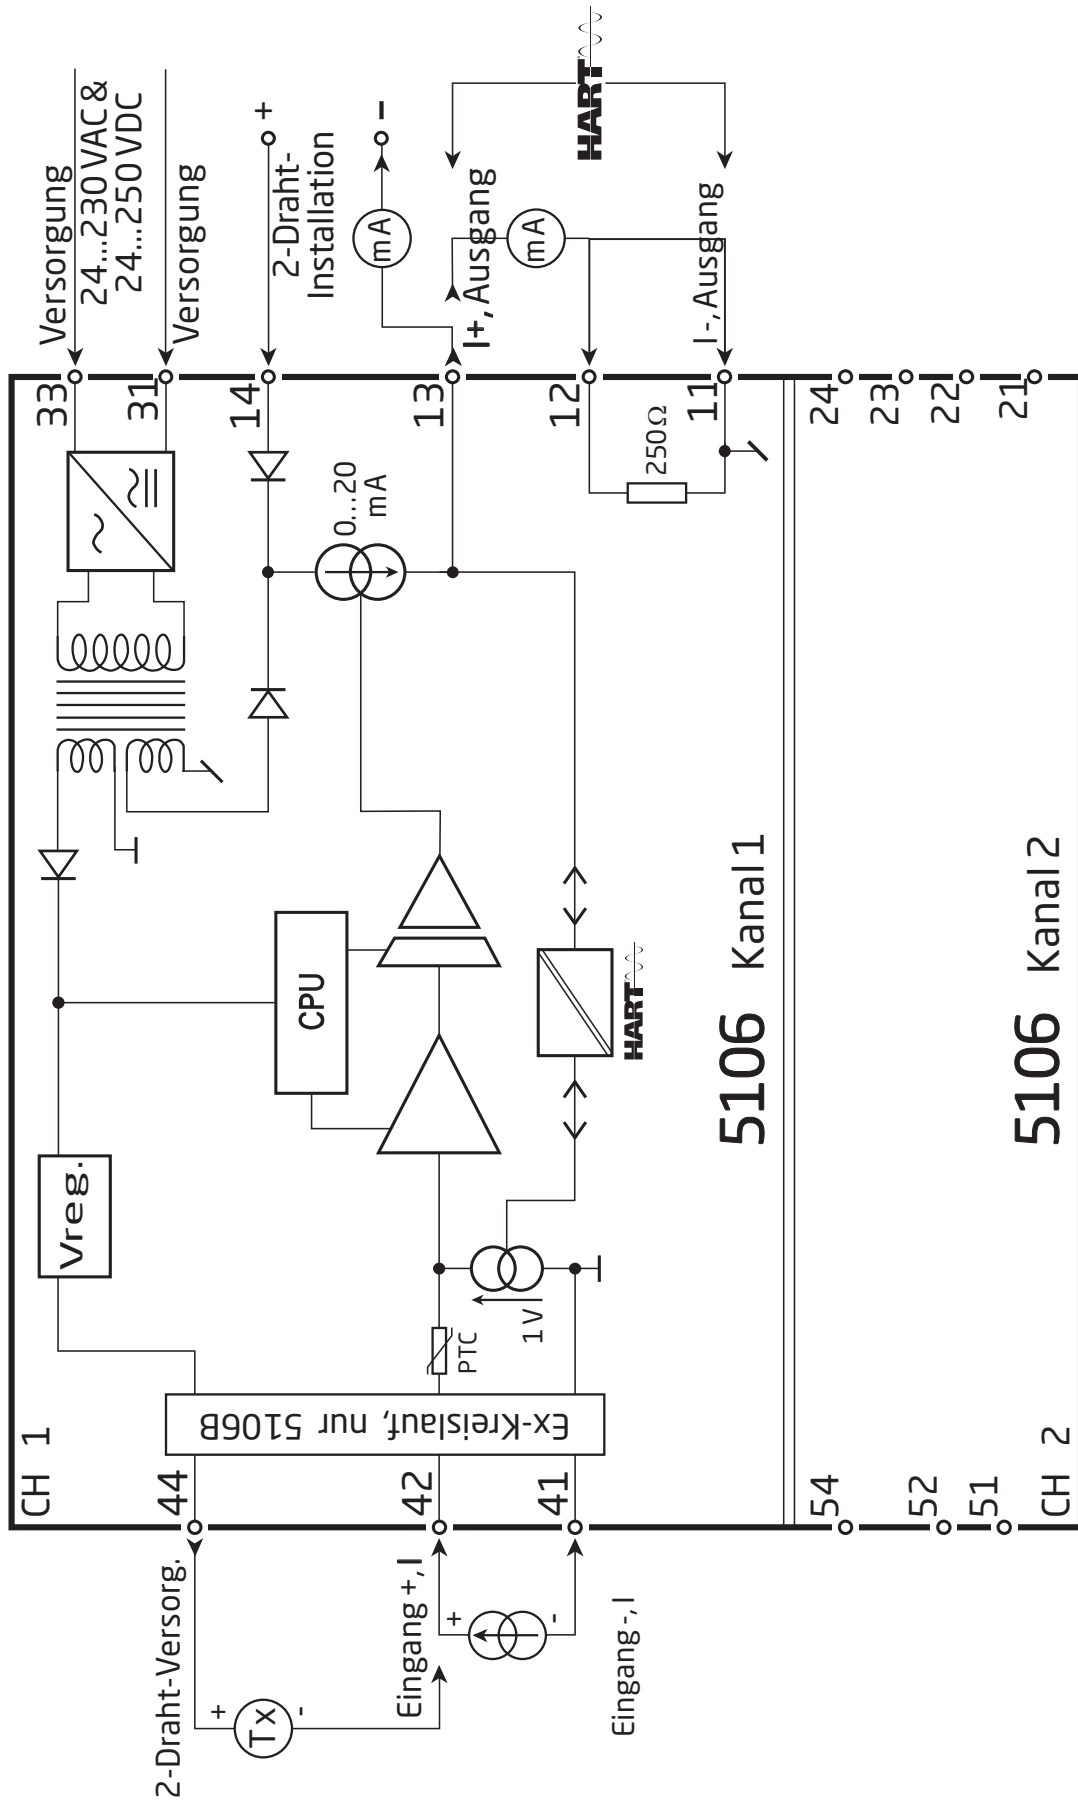 Versorgung
24...230 VAC &
24...250 VDC
Versorgung
+
2-Draht-
Installation
-
mA
I+, Ausgang
mA
I-, Ausgang
HART
33
31
14
13
12
11
24
23
22
21
0...20
mA
250 Ω
CPU
HART
Vreg.
1 V
PTC
Ex-Kreislauf, nur 5106B
5106 Kanal 1
5106 Kanal 2
CH 1
CH 2
44
42
41
54
52
51
2-Draht-Versorg.
+
Tx
-
Eingang +, I
+
-
Eingang -, I